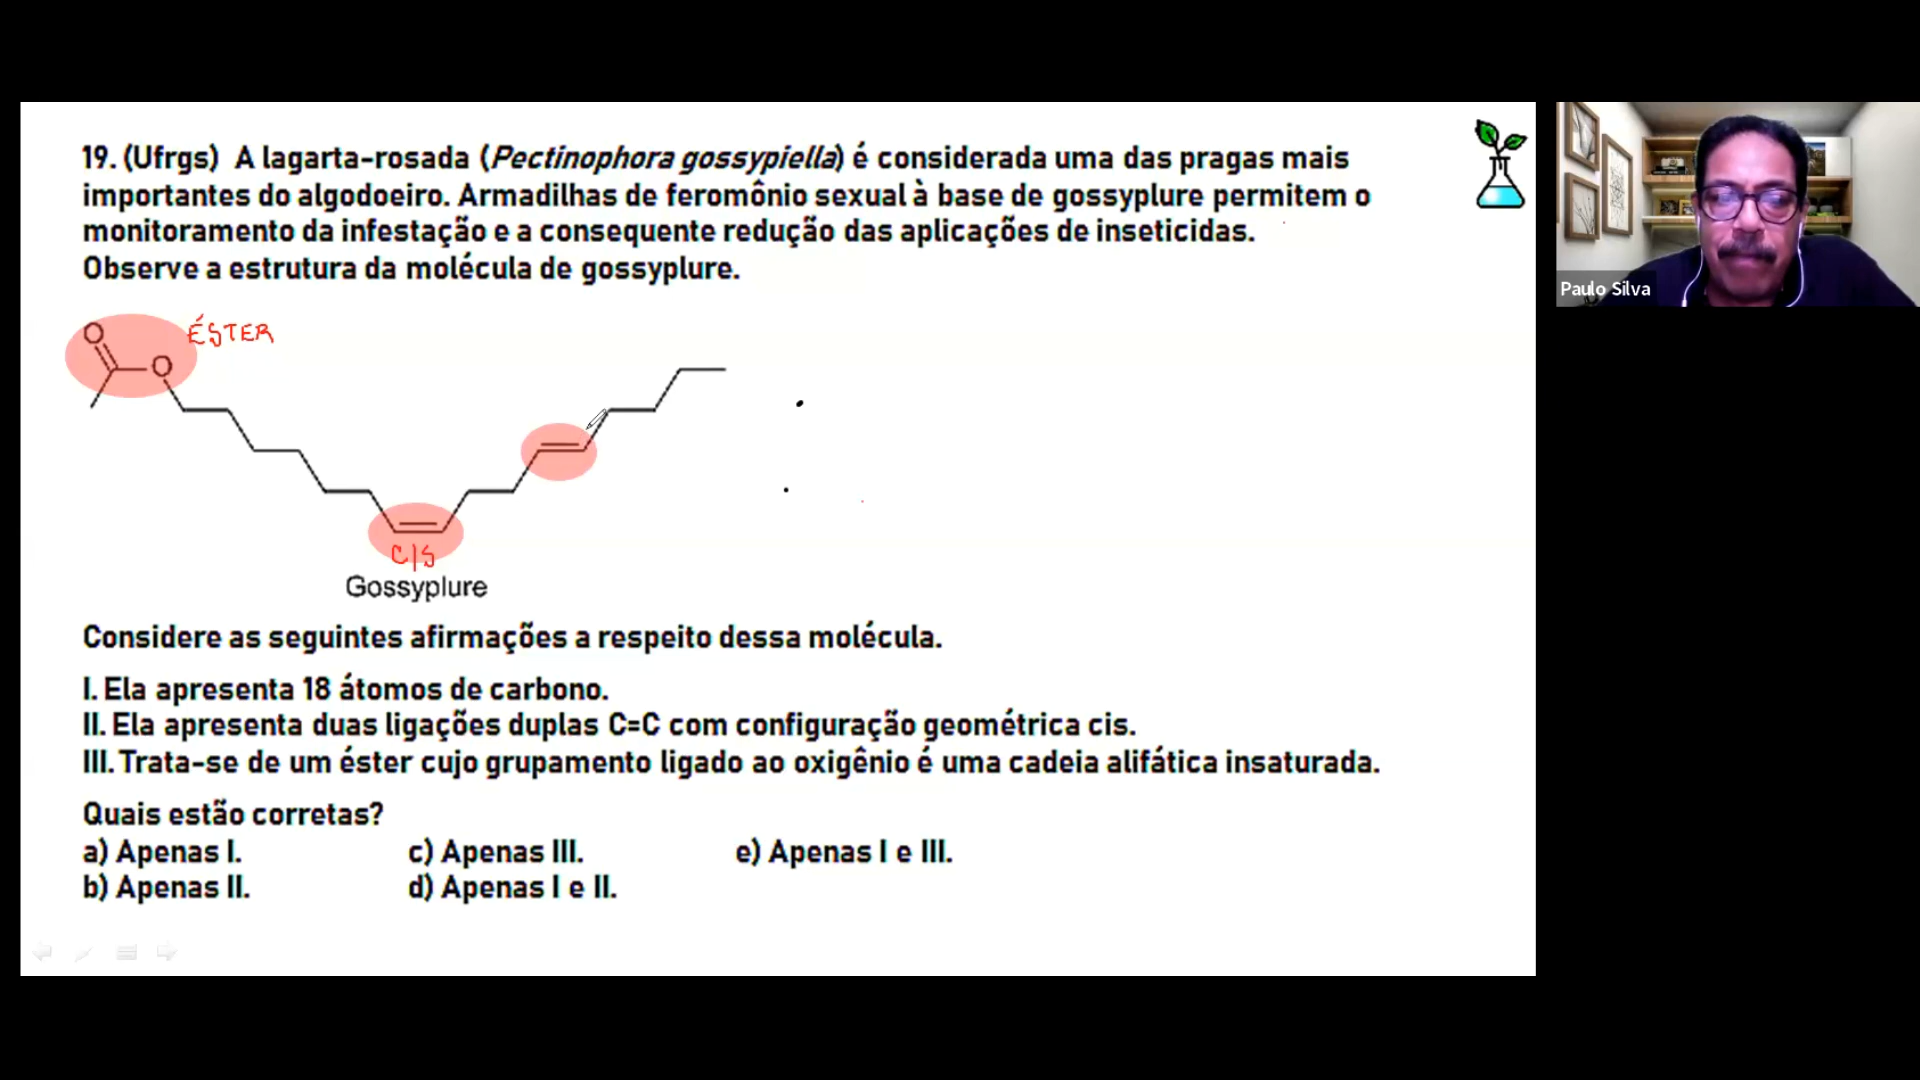 19. (Ufrgs) A lagarta-rosada (Pectinophora gossypiella) é considerada uma das pragas mais
importantes do algodoeiro. Armadilhas de feromônio sexual à base de gossyplure permitem o
monitoramento da infestação e a consequente redução das aplicações de inseticidas.
Observe a estrutura da molécula de gossyplure.
Paulo Silva
O
ÉSTER
O
CIS
Gossyplure
Considere as seguintes afirmações a respeito dessa molécula.
I. Ela apresenta 18 átomos de carbono.
II. Ela apresenta duas ligações duplas C=C com configuração geométrica cis.
III. Trata-se de um éster cujo grupamento ligado ao oxigênio é uma cadeia alifática insaturada.
Quais estão corretas?
a) Apenas I. c) Apenas III. e) Apenas I e III.
b) Apenas II. d) Apenas I e II.